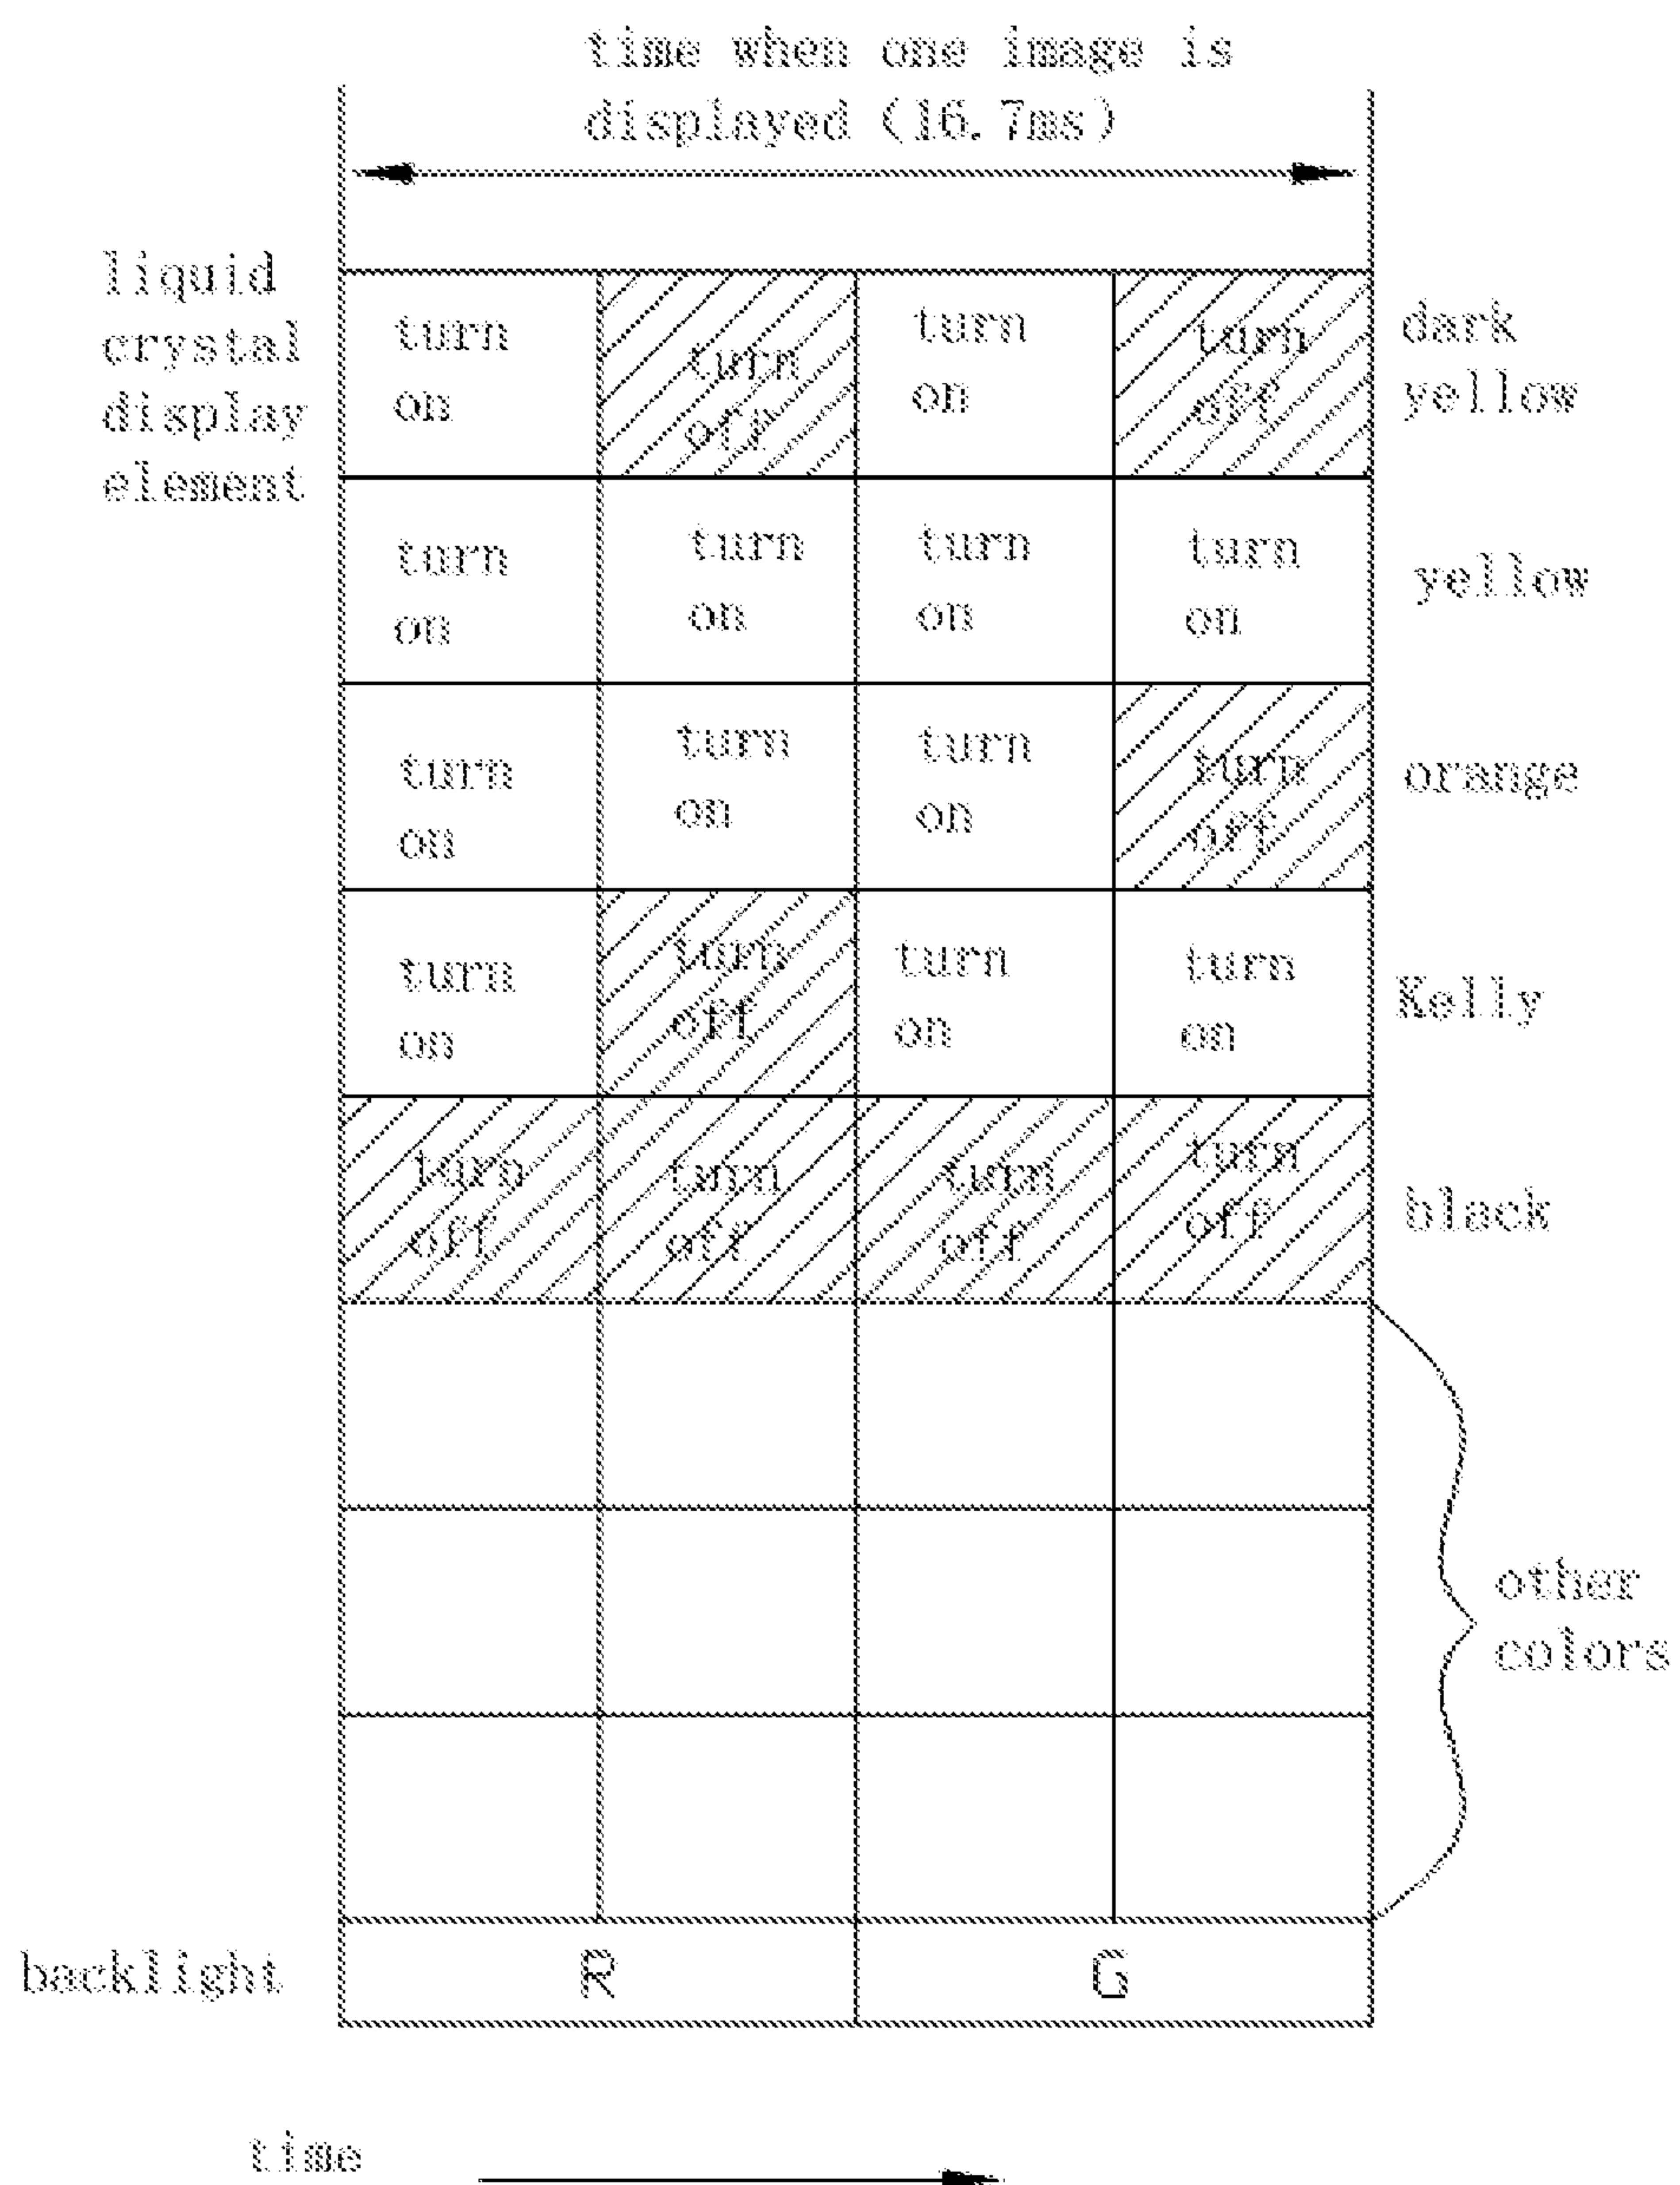 time when one image is
displayed (16.7ms)
liquid
crystal
display
element
turn
on
turn
off
turn
on
turn
off
dark
yellow
turn
on
turn
on
turn
on
turn
on
yellow
turn
on
turn
on
turn
on
turn
off
orange
turn
on
turn
off
turn
on
turn
on
Kelly
turn
off
turn
off
turn
off
turn
off
black
other
colors
backlight
R
G
time